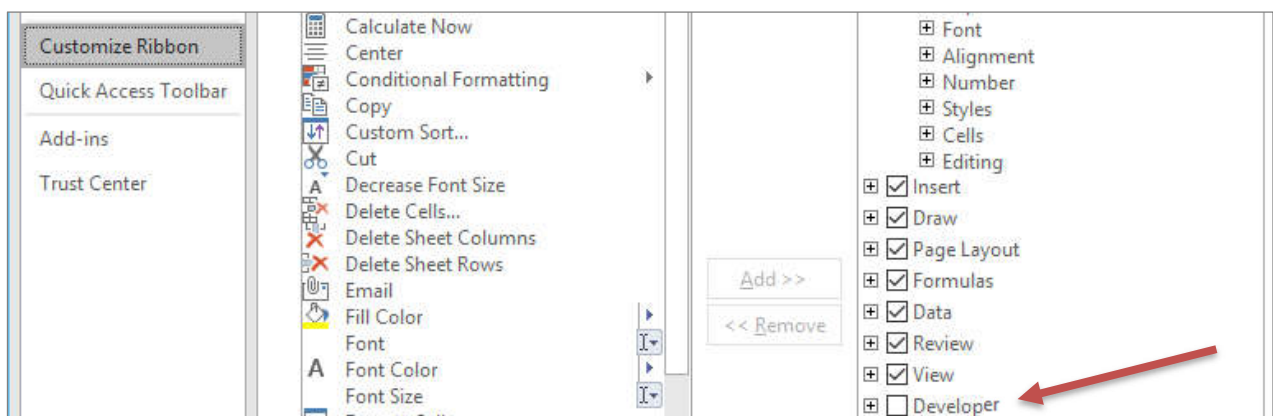 Customize Ribbon
Quick Access Toolbar
Add-ins
Trust Center
Calculate Now
Center
Conditional Formatting
Copy
Custom Sort...
Cut
Decrease Font Size
Delete Cells...
Delete Sheet Columns
Delete Sheet Rows
Email
Fill Color
Font
Font Color
Font Size
Add >>
<< Remove
Font
Alignment
Number
Styles
Cells
Editing
Insert
Draw
Page Layout
Formulas
Data
Review
View
Developer